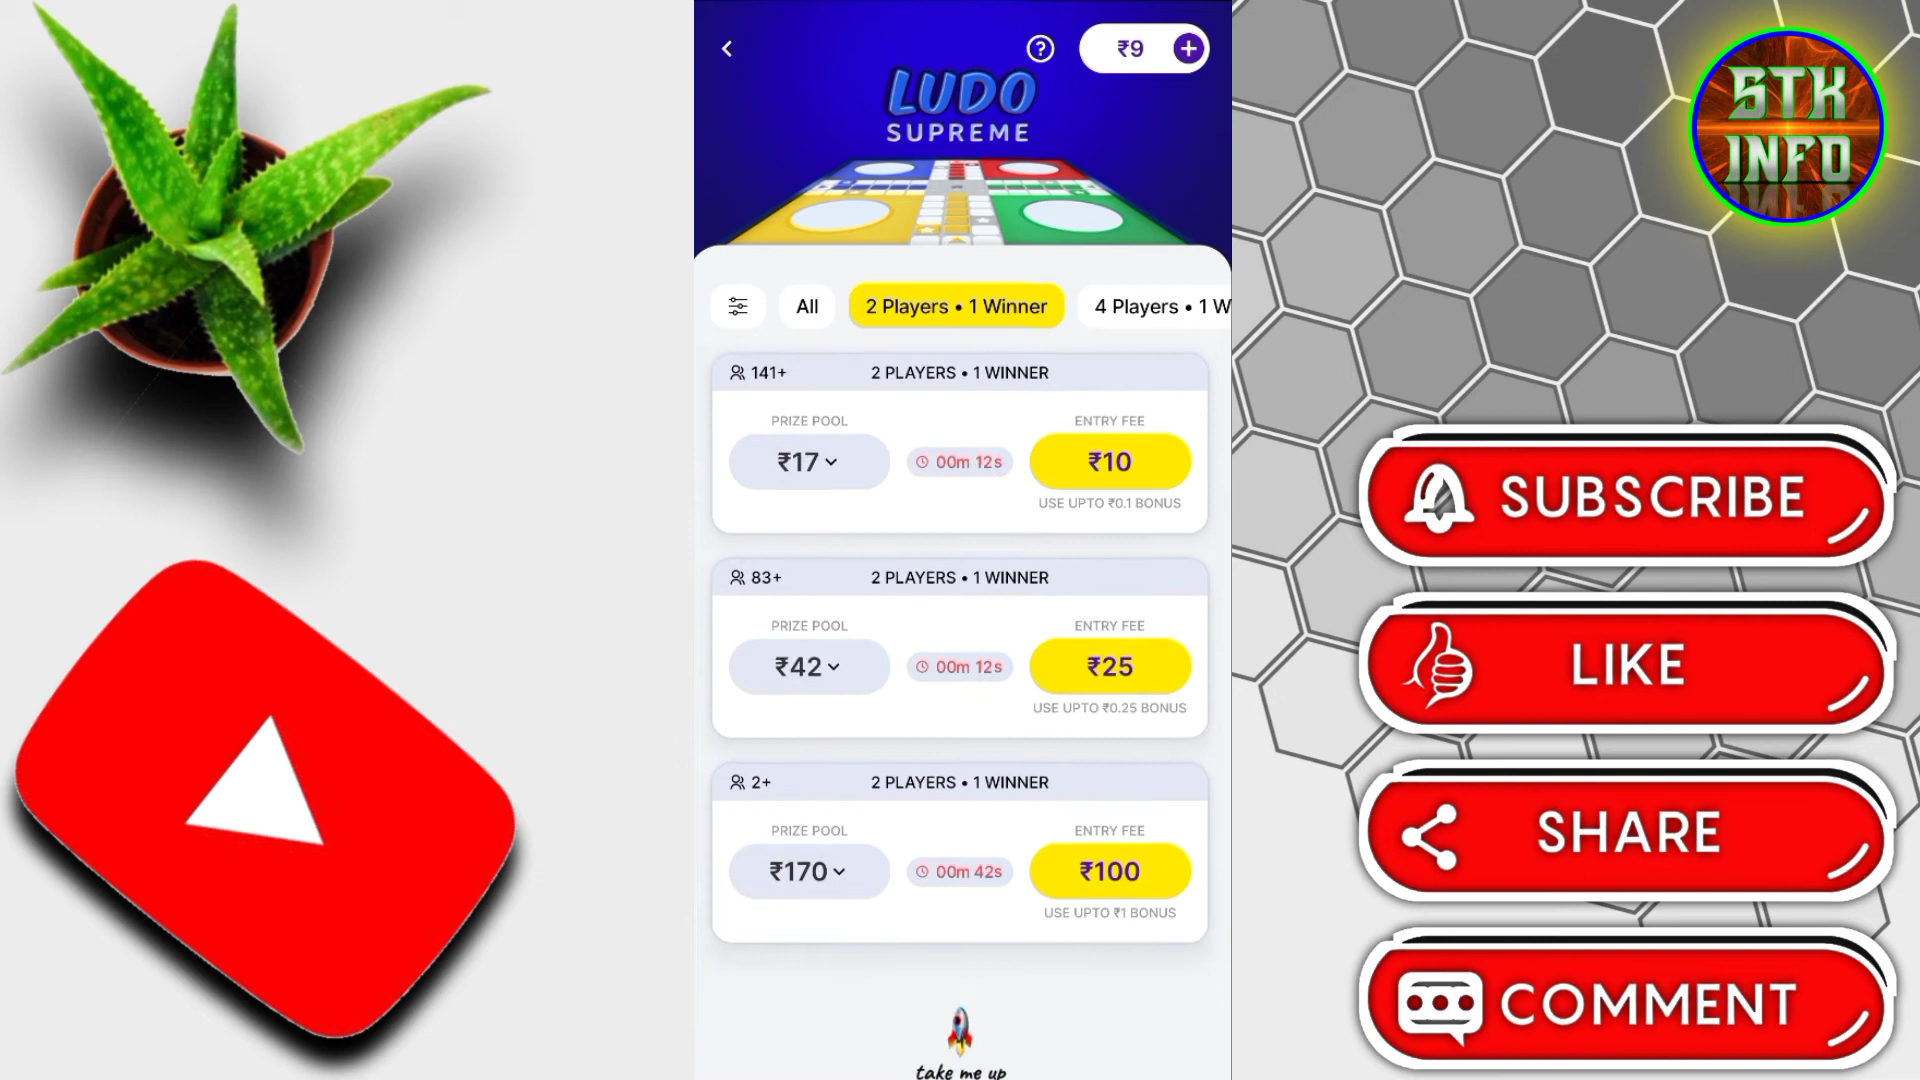 ₹9
LUDO
SUPREME
All
2 Players • 1 Winner
4 Players • 1 W
141+
2 PLAYERS • 1 WINNER
PRIZE POOL
ENTRY FEE
₹17
00m 12s
₹10
USE UPTO ₹0.1 BONUS
83+
2 PLAYERS • 1 WINNER
PRIZE POOL
ENTRY FEE
₹42
00m 12s
₹25
USE UPTO ₹0.25 BONUS
2+
2 PLAYERS • 1 WINNER
PRIZE POOL
ENTRY FEE
₹170
00m 42s
₹100
USE UPTO ₹1 BONUS
take me up
STK
INFO
SUBSCRIBE
LIKE
SHARE
COMMENT